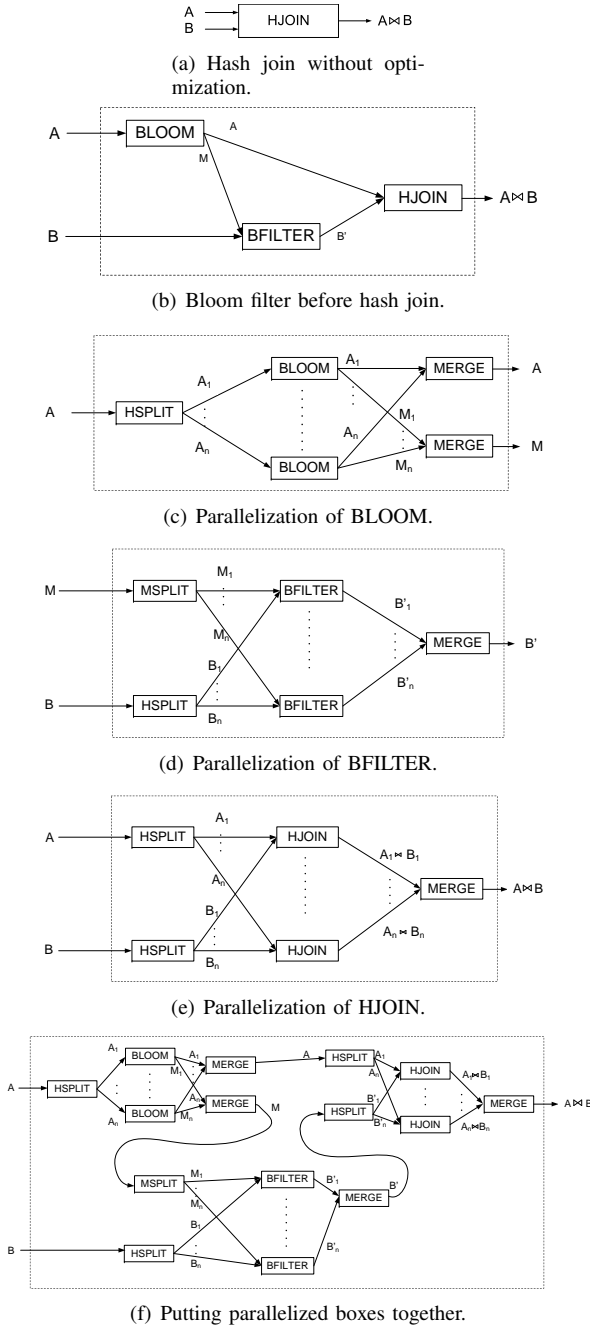 A
B
HJOIN
A⋈B
(a) Hash join without opti-
mization.
A
BLOOM
A
M
HJOIN
A⋈B
B
BFILTER
B'
(b) Bloom filter before hash join.
A
HSPLIT
A1
An
BLOOM
BLOOM
A1
An
M1
Mn
MERGE
A
MERGE
M
(c) Parallelization of BLOOM.
M
MSPLIT
M1
Mn
BFILTER
B'1
MERGE
B'
B
HSPLIT
B1
Bn
BFILTER
B'n
(d) Parallelization of BFILTER.
A
HSPLIT
A1
An
HJOIN
A1⋈B1
MERGE
A⋈B
B
HSPLIT
B1
Bn
HJOIN
An⋈Bn
(e) Parallelization of HJOIN.
A
HSPLIT
A1
An
BLOOM
BLOOM
A1
M1
An
Mn
MERGE
MERGE
A
M
HSPLIT
A1
An
HSPLIT
B'1
B'n
HJOIN
HJOIN
A1⋈B1
An⋈Bn
MERGE
A⋈B
MSPLIT
M1
Mn
B
HSPLIT
B1
Bn
BFILTER
BFILTER
B'1
B'n
MERGE
B'
(f) Putting parallelized boxes together.